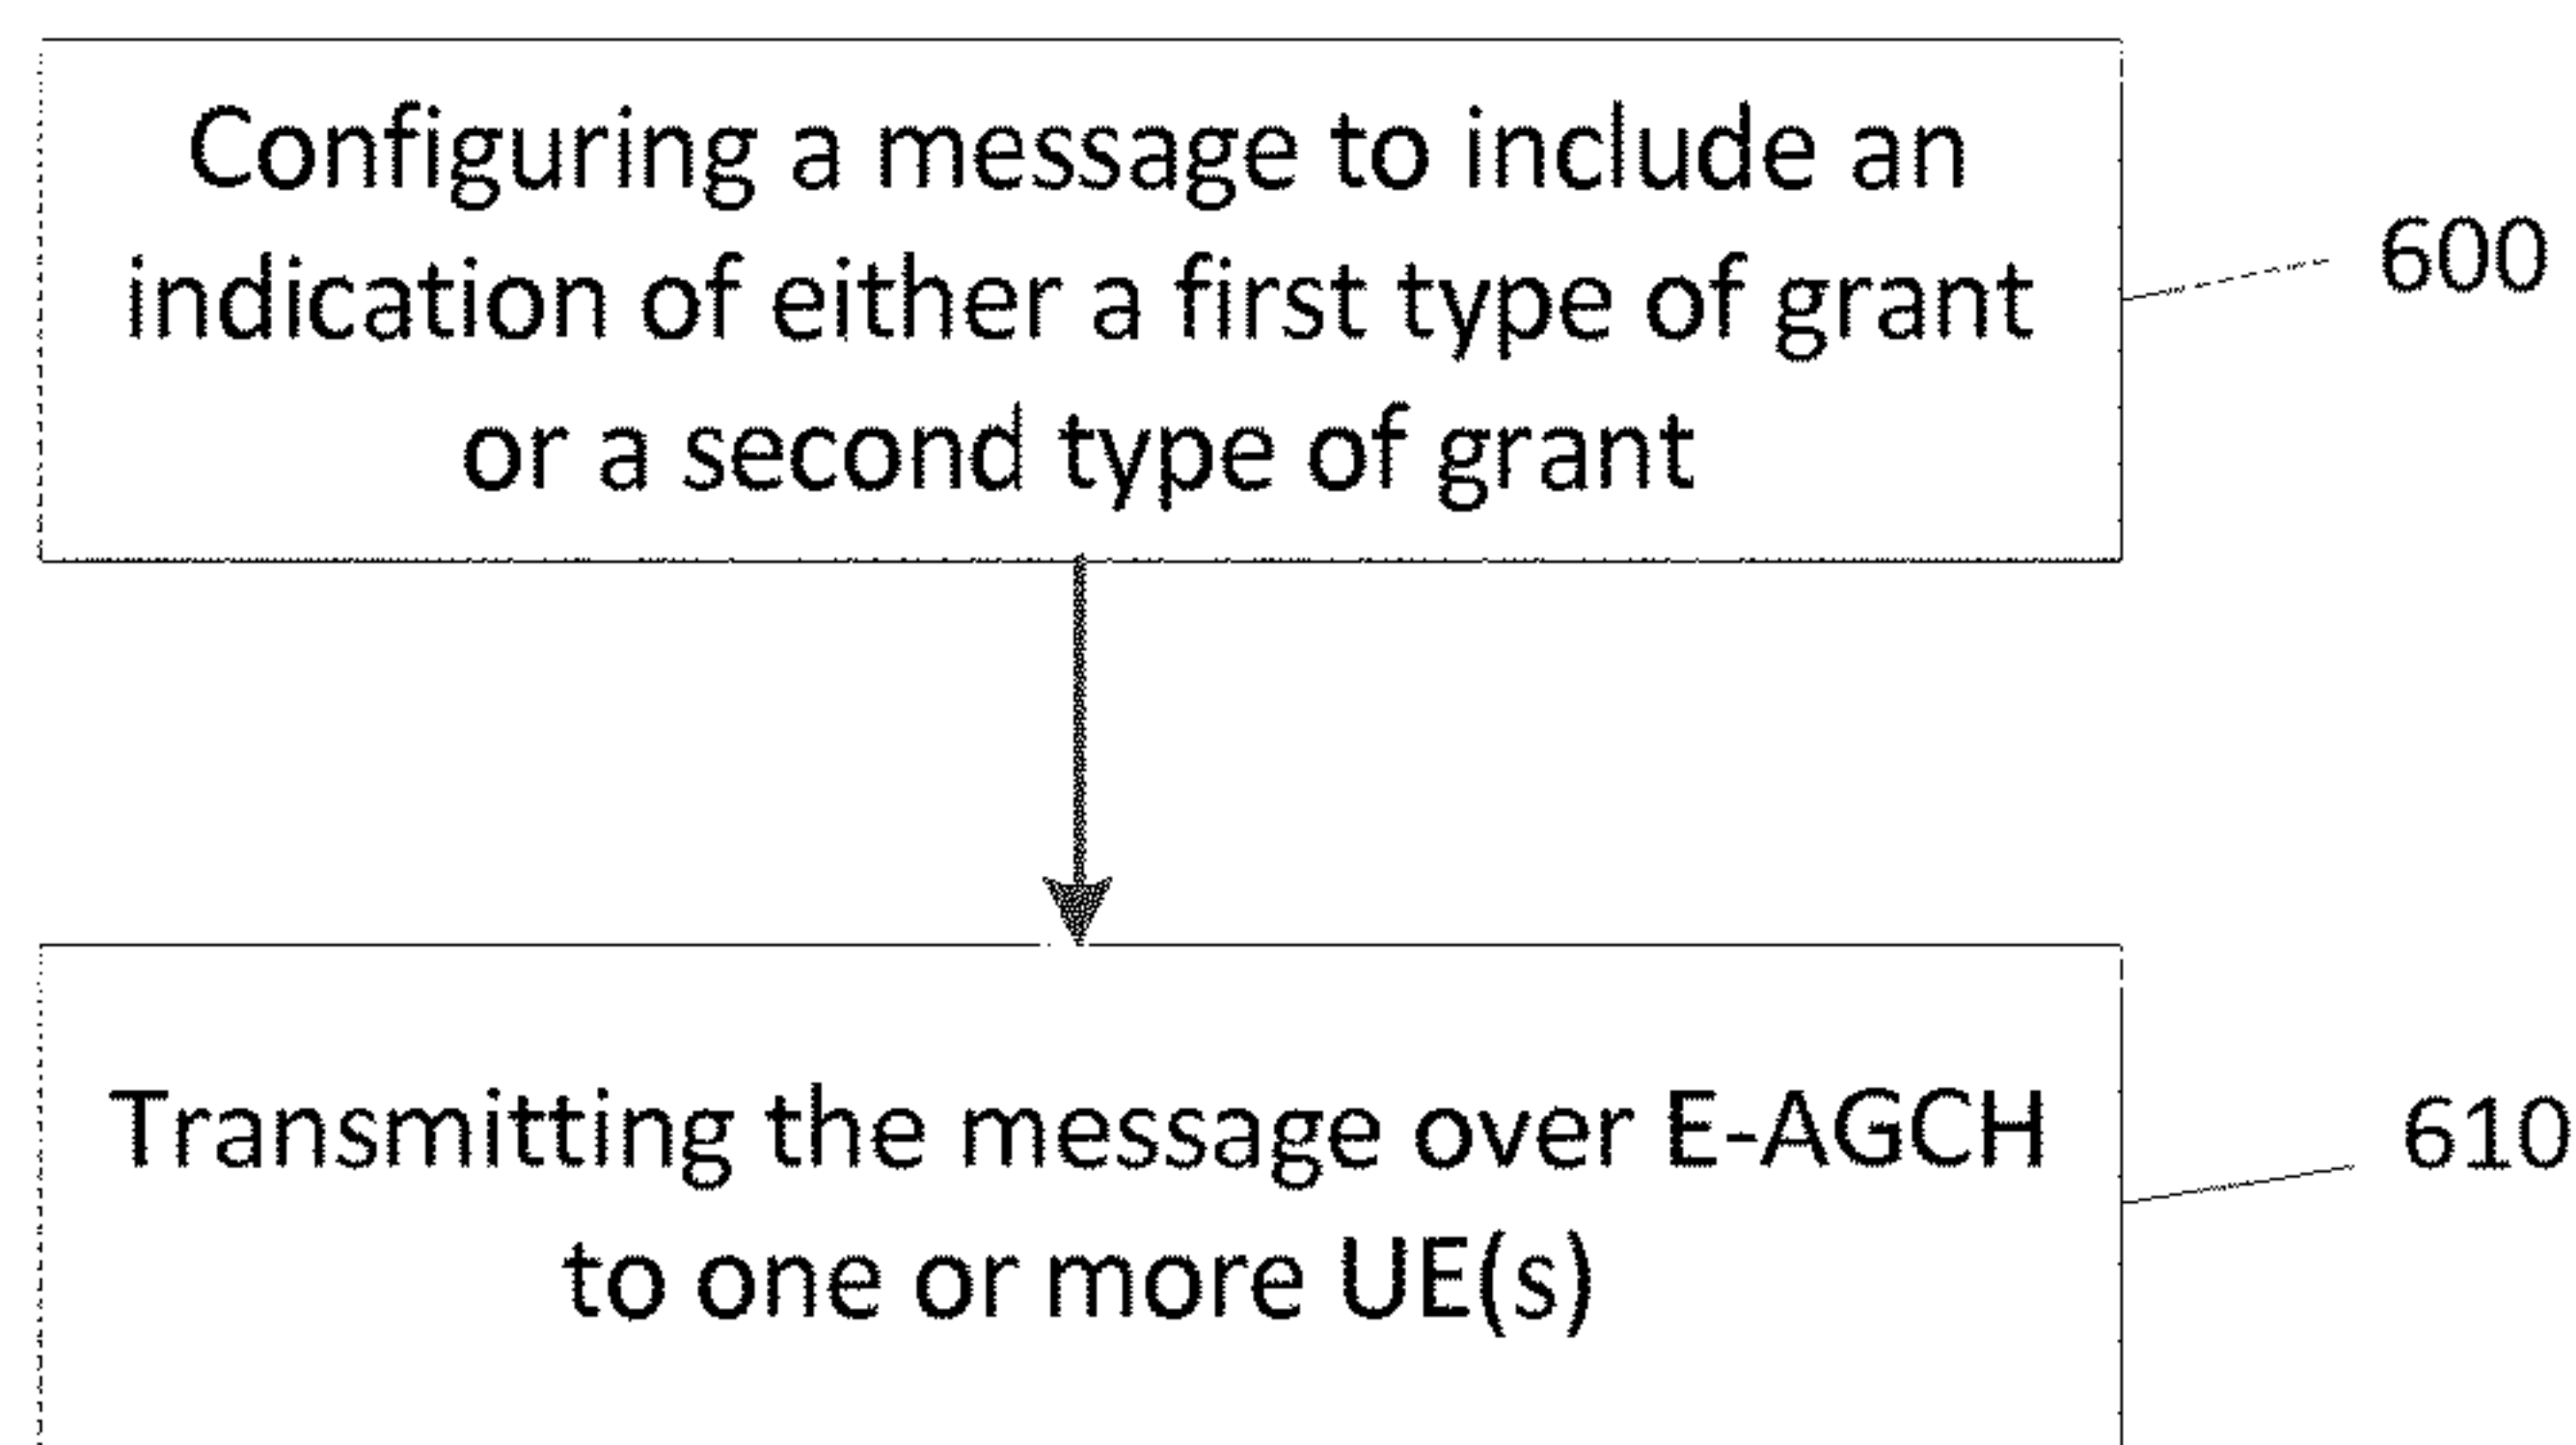 Configuring a message to include an
indication of either a first type of grant
or a second type of grant
600
Transmitting the message over E-AGCH
to one or more UE(s)
610